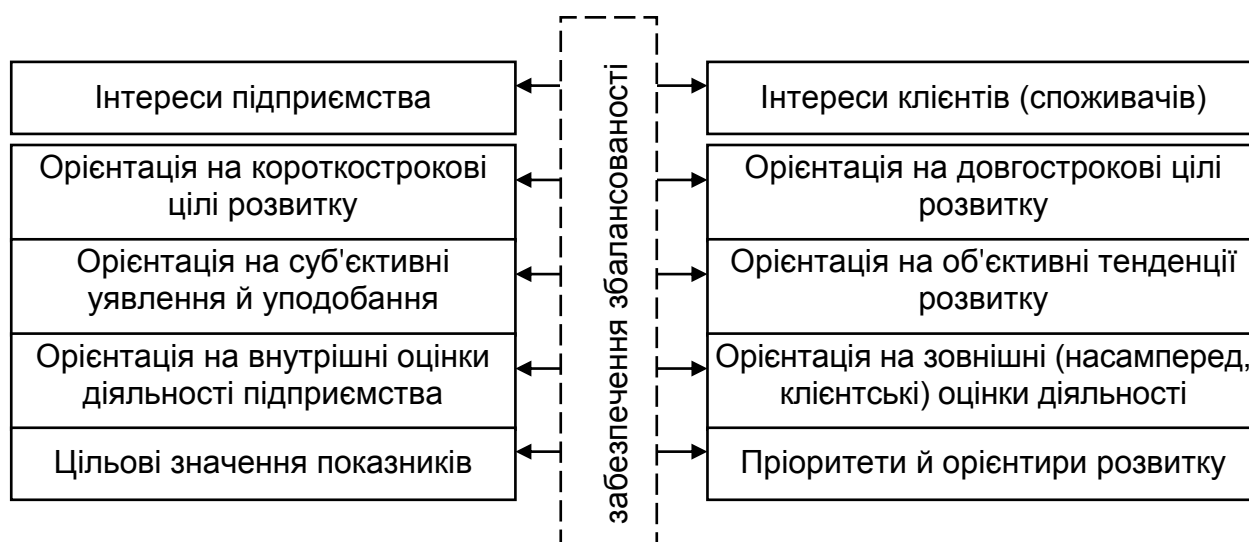 Інтереси підприємства
Орієнтація на короткострокові
цілі розвитку
Орієнтація на суб'єктивні
уявлення й уподобання
Орієнтація на внутрішні оцінки
діяльності підприємства
Цільові значення показників
забезпечення збалансованості
Інтереси клієнтів (споживачів)
Орієнтація на довгострокові цілі
розвитку
Орієнтація на об'єктивні тенденції
розвитку
Орієнтація на зовнішні (насамперед,
клієнтські) оцінки діяльності
Пріоритети й орієнтири розвитку